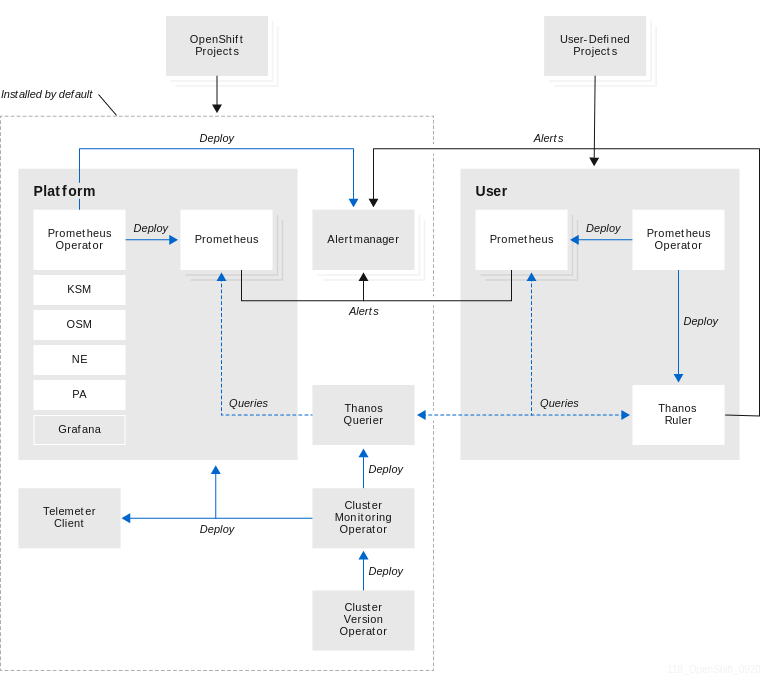 OpenShift
Projects
User-Defined
Projects
Installed by default
Deploy
Alerts
Platform
User
Prometheus
Operator
Deploy
Prometheus
Alertmanager
Prometheus
Deploy
Prometheus
Operator
KSM
OSM
NE
PA
Grafana
Alerts
Deploy
Queries
Thanos
Querier
Queries
Thanos
Ruler
Deploy
Telemeter
Client
Deploy
Cluster
Monitoring
Operator
Deploy
Cluster
Version
Operator
118_OpenShift_0920